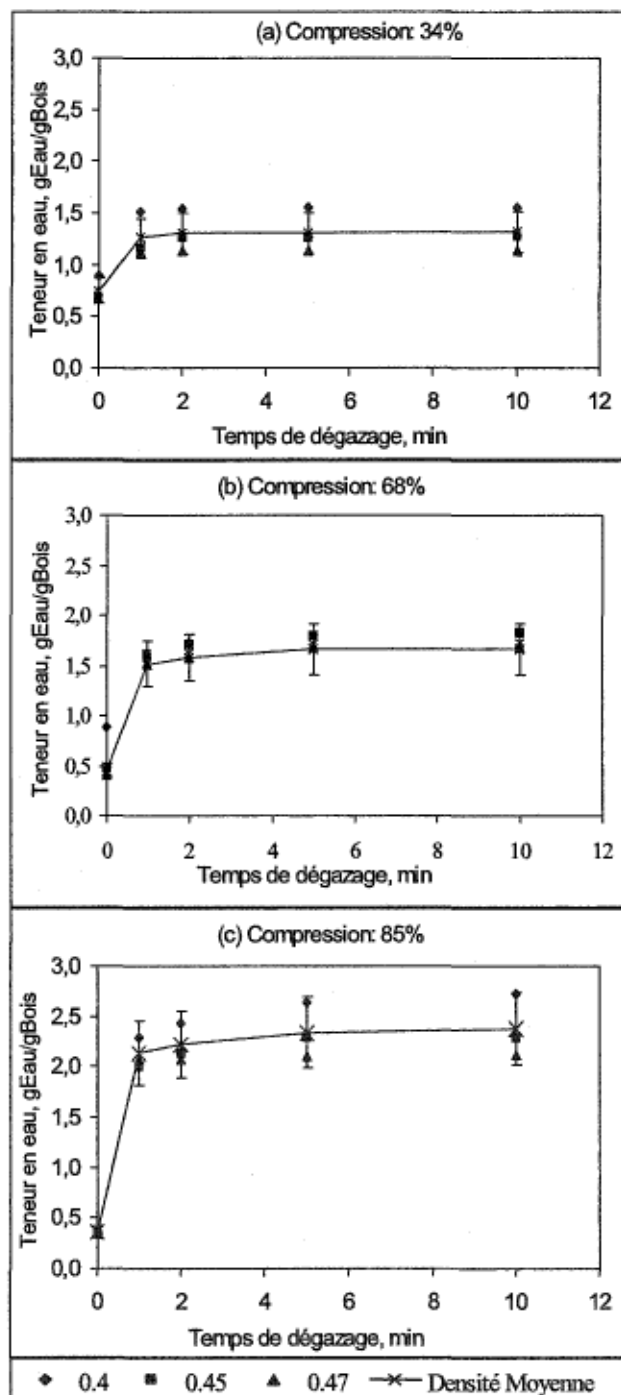 (a) Compression: 34%
3,0
2,5
2,0
1,5
1,0
0,5
0,0
Teneur en eau, gEau/gBois
0 2 4 6 8 10 12
Temps de dégazage, min
(b) Compression: 68%
3,0
2,5
2,0
1,5
1,0
0,5
0,0
Teneur en eau, gEau/gBois
0 2 4 6 8 10 12
Temps de dégazage, min
(c) Compression: 85%
3,0
2,5
2,0
1,5
1,0
0,5
0,0
Teneur en eau, gEau/gBois
0 2 4 6 8 10 12
Temps de dégazage, min
0.4 0.45 0.47 Densité Moyenne